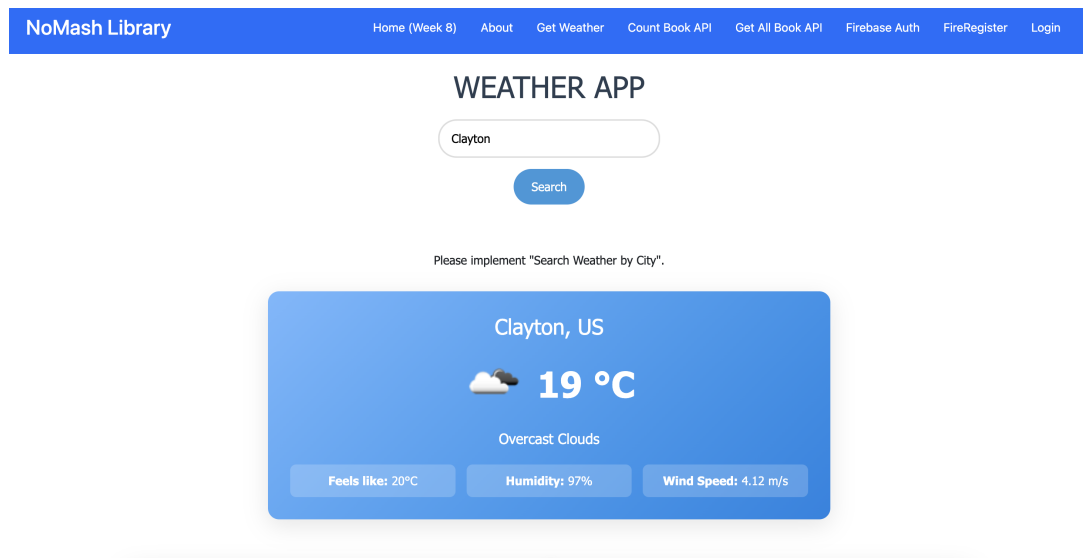 NoMash Library Home (Week 8) About Get Weather Count Book API Get All Book API Firebase Auth FireRegister Login
WEATHER APP
Clayton
Search
Please implement "Search Weather by City".
Clayton, US
19 °C
Overcast Clouds
Feels like: 20°C Humidity: 97% Wind Speed: 4.12 m/s